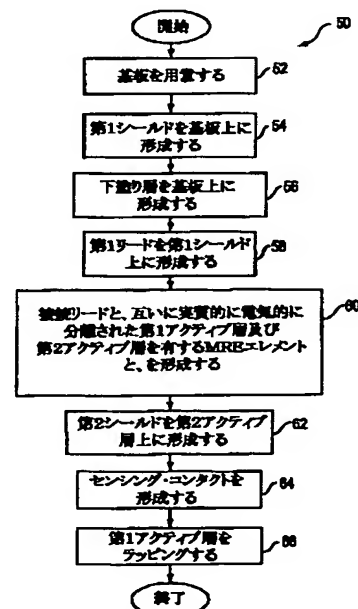 開始
50
基板を用意する
52
第1シールドを基板上に
形成する
54
下塗り層を基板上に
形成する
56
第1リードを第1シールド
上に形成する
58
接続リードと、互いに実質的に電気的に
分離された第1アクティブ層及び
第2アクティブ層を有するMREエレメント
と、を形成する
60
第2シールドを第2アクティブ
層上に形成する
62
センシング・コンタクトを
形成する
64
第1アクティブ層を
ラッピングする
66
終了